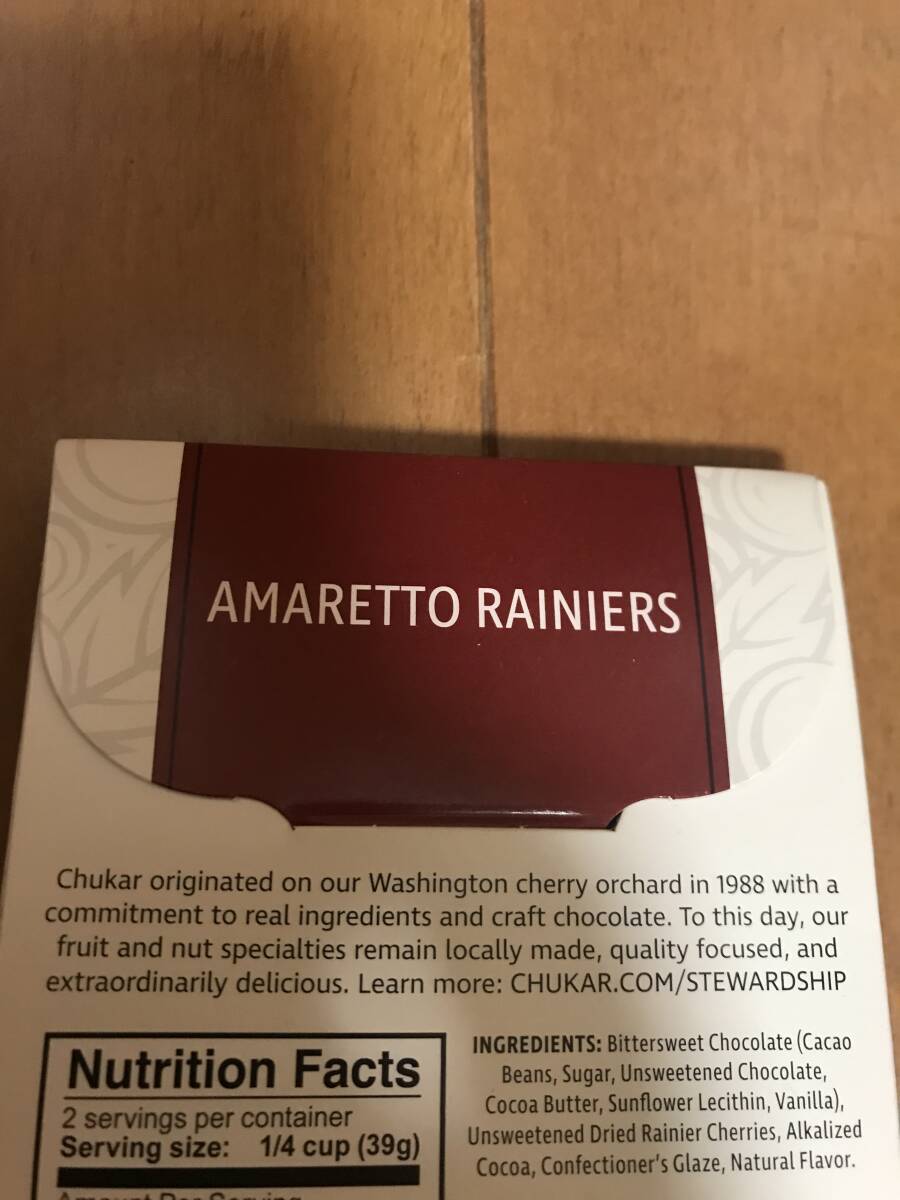 AMARETTO RAINIERS
Chukar originated on our Washington cherry orchard in 1988 with a
commitment to real ingredients and craft chocolate. To this day, our
fruit and nut specialties remain locally made, quality focused, and
extraordinarily delicious. Learn more: CHUKAR.COM/STEWARDSHIP
Nutrition Facts
2 servings per container
Serving size: 1/4 cup (39g)
Amount Per Serving
INGREDIENTS: Bittersweet Chocolate (Cacao
Beans, Sugar, Unsweetened Chocolate,
Cocoa Butter, Sunflower Lecithin, Vanilla),
Unsweetened Dried Rainier Cherries, Alkalized
Cocoa, Confectioner's Glaze, Natural Flavor.